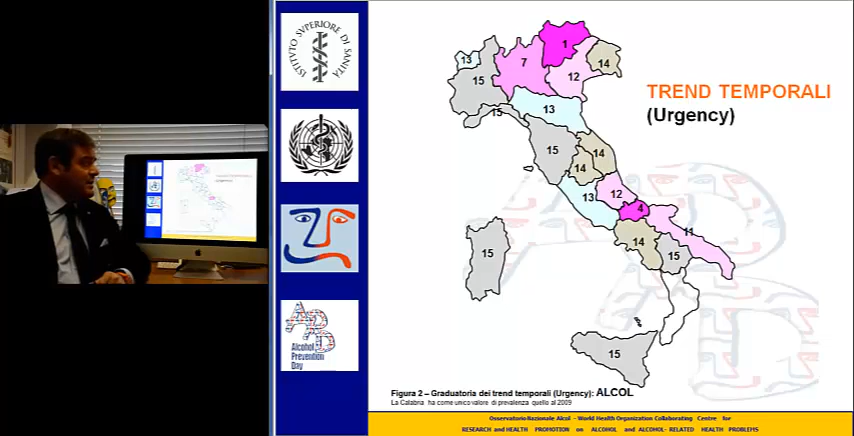 ISTITVTO SVPERIORE DI SANITA
Alcohol
Prevention
Day
TREND TEMPORALI
(Urgency)
1
7
13
14
15
12
15
13
15
14
14
13
12
4
11
14
15
15
15
Figura 2 – Graduatoria dei trend temporali (Urgency): ALCOL
La Calabria ha come unico valore di prevalenza quello al 2009
Osservatorio Nazionale Alcol - World Health Organization Collaborating Centre for
RESEARCH and HEALTH PROMOTION on ALCOHOL and ALCOHOL- RELATED HEALTH PROBLEMS